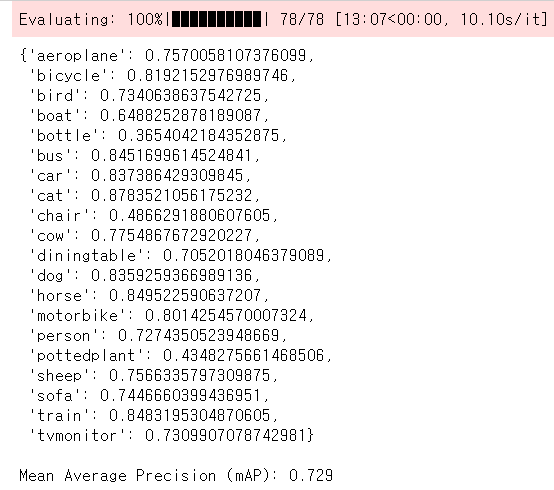 Evaluating: 100%|██████████| 78/78 [13:07<00:00, 10.10s/it]
{'aeroplane': 0.7570058107376099,
'bicycle': 0.8192152976989746,
'bird': 0.7340638637542725,
'boat': 0.6488252878189087,
'bottle': 0.3654042184352875,
'bus': 0.8451699614524841,
'car': 0.837386429309845,
'cat': 0.8783521056175232,
'chair': 0.4866291880607605,
'cow': 0.7754867672920227,
'diningtable': 0.7052018046379089,
'dog': 0.8359259366989136,
'horse': 0.849522590637207,
'motorbike': 0.8014254570007324,
'person': 0.7274350523948669,
'pottedplant': 0.4348275661468506,
'sheep': 0.7566335797309875,
'sofa': 0.7446660399436951,
'train': 0.8483195304870605,
'tvmonitor': 0.7309907078742981}
Mean Average Precision (mAP): 0.729